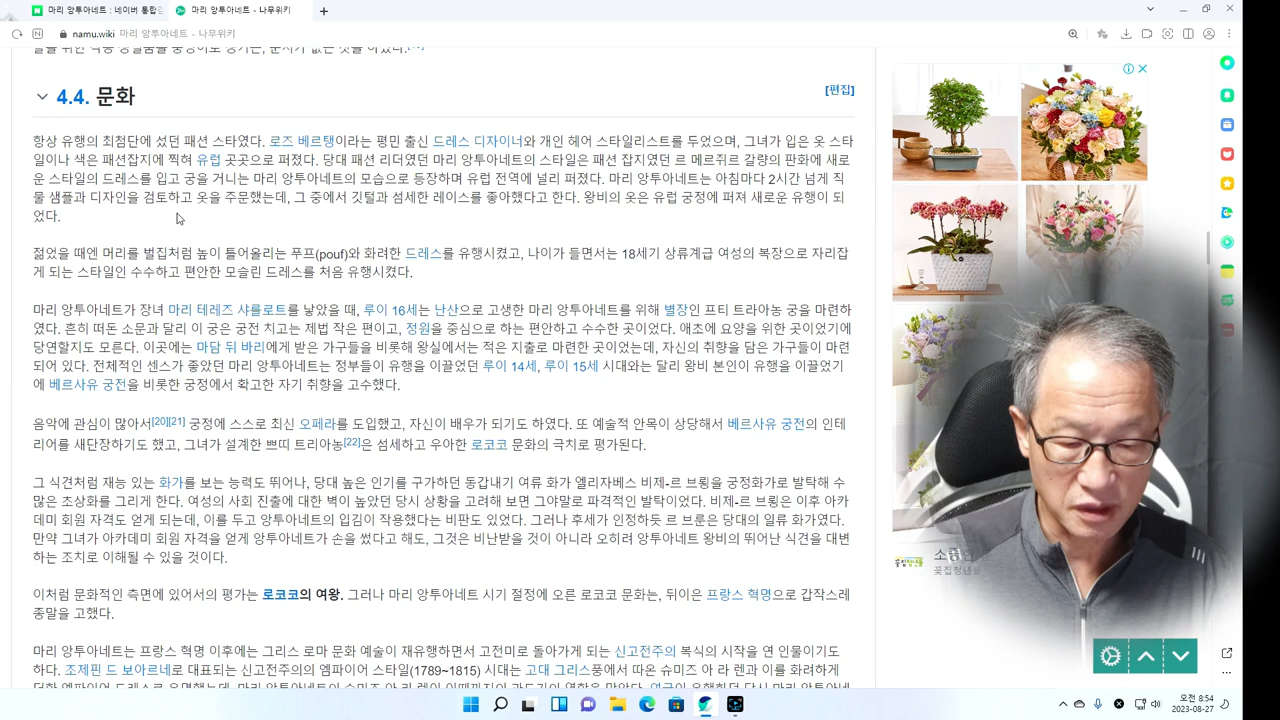 마리 앙투아네트 : 네이버 통합검
마리 앙투아네트 - 나무위키
namu.wiki 마리 앙투아네트 - 나무위키
4.4. 문화
[편집]
항상 유행의 최첨단에 섰던 패션 스타였다. 로즈 베르탱이라는 평민 출신 드레스 디자이너와 개인 헤어 스타일리스트를 두었으며, 그녀가 입은 옷 스타
일이나 색은 패션잡지에 찍혀 유럽 곳곳으로 퍼졌다. 당대 패션 리더였던 마리 앙투아네트의 스타일은 패션 잡지였던 르 메르퀴르 갈량의 판화에 새로
운 스타일의 드레스를 입고 궁을 거니는 마리 앙투아네트의 모습으로 등장하며 유럽 전역에 널리 퍼졌다. 마리 앙투아네트는 아침마다 2시간 넘게 직
물 샘플과 디자인을 검토하고 옷을 주문했는데, 그 중에서 깃털과 섬세한 레이스를 좋아했다고 한다. 왕비의 옷은 유럽 궁정에 퍼져 새로운 유행이 되
었다.
젊었을 때엔 머리를 벌집처럼 높이 틀어올리는 푸프(pouf)와 화려한 드레스를 유행시켰고, 나이가 들면서는 18세기 상류계급 여성의 복장으로 자리잡
게 되는 스타일인 수수하고 편안한 모슬린 드레스를 처음 유행시켰다.
마리 앙투아네트가 장녀 마리 테레즈 샤를로트를 낳았을 때, 루이 16세는 난산으로 고생한 마리 앙투아네트를 위해 별장인 프티 트라아농 궁을 마련하
였다. 흔히 떠돈 소문과 달리 이 궁은 궁전 치고는 제법 작은 편이고, 정원을 중심으로 하는 편안하고 수수한 곳이었다. 애초에 요양을 위한 곳이었기에
당연할지도 모른다. 이곳에는 마담 뒤 바리에게 받은 가구들을 비롯해 왕실에서는 적은 지출로 마련한 곳이었는데, 자신의 취향을 담은 가구들이 마련
되어 있다. 전체적인 센스가 좋았던 마리 앙투아네트는 정부들이 유행을 이끌었던 루이 14세, 루이 15세 시대와는 달리 왕비 본인이 유행을 이끌었기
에 베르사유 궁전을 비롯한 궁정에서 확고한 자기 취향을 고수했다.
음악에 관심이 많아서[20][21] 궁정에 스스로 최신 오페라를 도입했고, 자신이 배우가 되기도 하였다. 또 예술적 안목이 상당해서 베르사유 궁전의 인테
리어를 새단장하기도 했고, 그녀가 설계한 쁘띠 트리아농[22]은 섬세하고 우아한 로코코 문화의 극치로 평가된다.
그 식견처럼 재능 있는 화가를 보는 능력도 뛰어나, 당대 높은 인기를 구가하던 동갑내기 여류 화가 엘리자베스 비제-르 브룅을 궁정화가로 발탁해 수
많은 초상화를 그리게 한다. 여성의 사회 진출에 대한 벽이 높았던 당시 상황을 고려해 보면 그야말로 파격적인 발탁이었다. 비제-르 브룅은 이후 아카
데미 회원 자격도 얻게 되는데, 이를 두고 앙투아네트의 입김이 작용했다는 비판도 있었다. 그러나 후세가 인정하듯 르 브룬은 당대의 일류 화가였다.
만약 그녀가 아카데미 회원 자격을 얻게 앙투아네트가 손을 썼다고 해도, 그것은 비난받을 것이 아니라 오히려 앙투아네트 왕비의 뛰어난 식견을 대변
하는 조치로 이해될 수 있을 것이다.
이처럼 문화적인 측면에 있어서의 평가는 로코코의 여왕. 그러나 마리 앙투아네트 시기 절정에 오른 로코코 문화는, 뒤이은 프랑스 혁명으로 갑작스레
종말을 고했다.
마리 앙투아네트는 프랑스 혁명 이후에는 그리스 로마 문화 예술이 재유행하면서 고전미로 돌아가게 되는 신고전주의 복식의 시작을 연 인물이기도
하다. 조제핀 드 보아르네로 대표되는 신고전주의의 엠파이어 스타일(1789~1815) 시대는 고대 그리스풍에서 따온 슈미즈 아 라 렌과 이를 화려하게
오전 8:54
2023-08-27